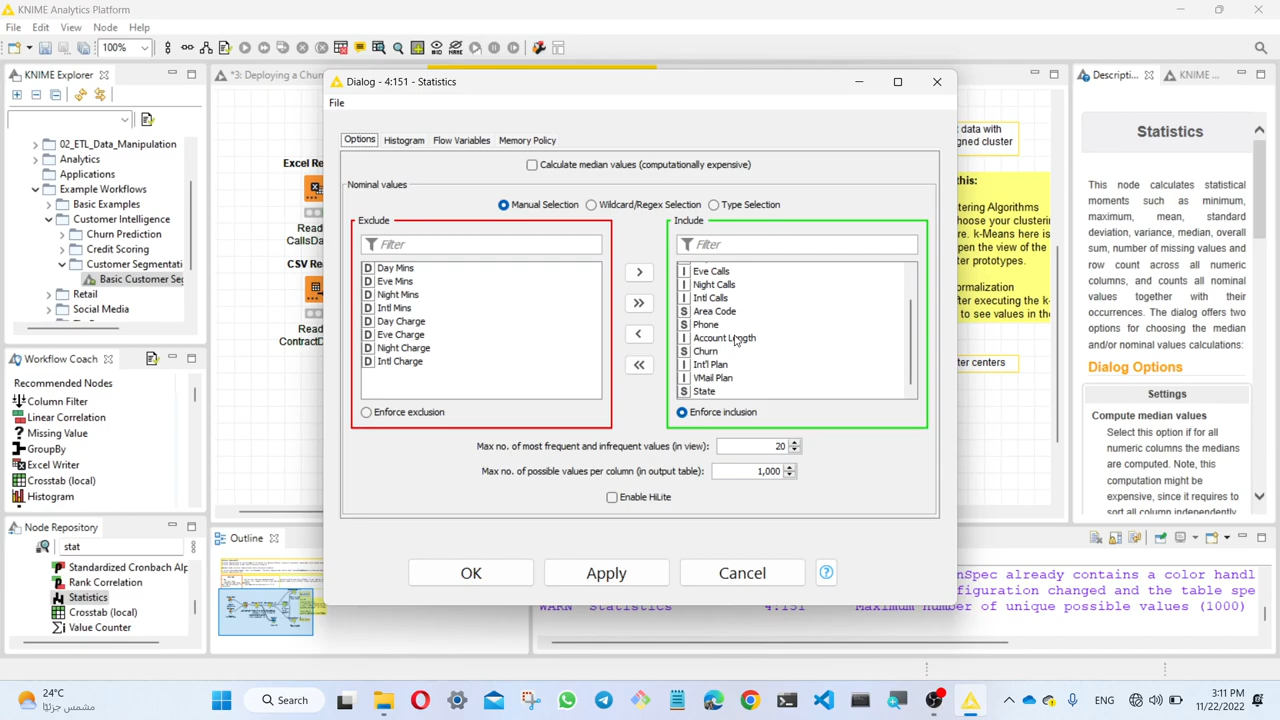 KNIME Analytics Platform
File Edit View Node Help
100%
KNIME Explorer
*3: Deploying a Churn
Descripti...
KNIME ...
Dialog - 4:151 - Statistics
File
Options Histogram Flow Variables Memory Policy
Calculate median values (computationally expensive)
Nominal values
Manual Selection Wildcard/Regex Selection Type Selection
Exclude
Filter
D Day Mins
D Eve Mins
D Night Mins
D Intl Mins
D Day Charge
D Eve Charge
D Night Charge
D Intl Charge
Enforce exclusion
Include
Filter
I Eve Calls
I Night Calls
I Intl Calls
S Area Code
S Phone
I Account Length
S Churn
I Int'l Plan
I VMail Plan
S State
Enforce inclusion
Max no. of most frequent and infrequent values (in view): 20
Max no. of possible values per column (in output table): 1,000
Enable HiLite
OK Apply Cancel
02_ETL_Data_Manipulation
Analytics
Applications
Example Workflows
Basic Examples
Customer Intelligence
Churn Prediction
Credit Scoring
Customer Segmentati
Basic Customer Seg
Retail
Social Media
Excel Re
Read
CallsDa
CSV Re
Read
ContractDa
Workflow Coach
Recommended Nodes
Column Filter
Linear Correlation
Missing Value
GroupBy
Excel Writer
Crosstab (local)
Histogram
Node Repository
stat
Standardized Cronbach Alp
Rank Correlation
Statistics
Crosstab (local)
Value Counter
Outline
t data with
igned cluster
this:
tering Algorithms
hoose your clusterin
re. k-Means here is
pen the view of the
ter prototypes.
normalization
fter executing the k-
to see values in the
ter centers
Statistics
This node calculates statistical
moments such as minimum,
maximum, mean, standard
deviation, variance, median, overall
sum, number of missing values and
row count across all numeric
columns, and counts all nominal
values together with their
occurrences. The dialog offers two
options for choosing the median
and/or nominal values calculations:
Dialog Options
Settings
Compute median values
Select this option if for all
numeric columns the medians
are computed. Note, this
computation might be
expensive, since it requires to
sort all column independently
onSpec already contains a color handl
figuration changed and the table spe
WARN Statistics 4:151 Maximum number of unique possible values (1000)
24°C
مشمس جزئيًا
Search
ENG
3:11 PM
11/22/2022